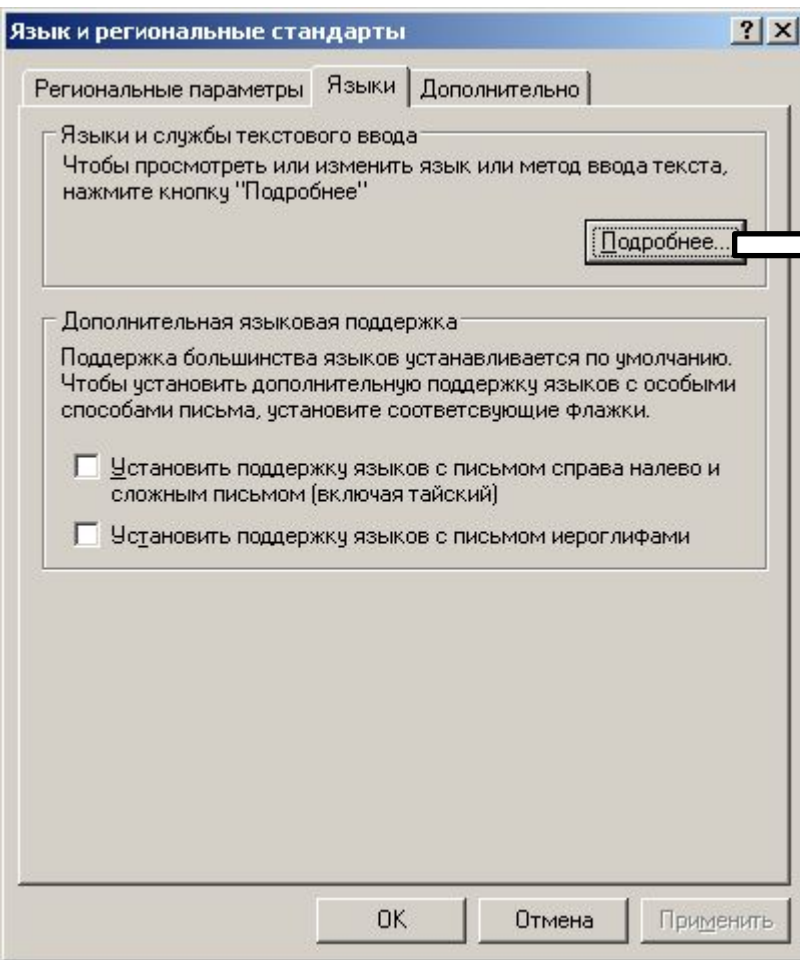 Язык и региональные стандарты
Региональные параметры Языки Дополнительно
Языки и службы текстового ввода
Чтобы просмотреть или изменить язык или метод ввода текста,
нажмите кнопку "Подробнее"
Подробнее...
Дополнительная языковая поддержка
Поддержка большинства языков устанавливается по умолчанию.
Чтобы установить дополнительную поддержку языков с особыми
способами письма, установите соответсвующие флажки.
Установить поддержку языков с письмом справа налево и
сложным письмом (включая тайский)
Установить поддержку языков с письмом иероглифами
OK Отмена Применить